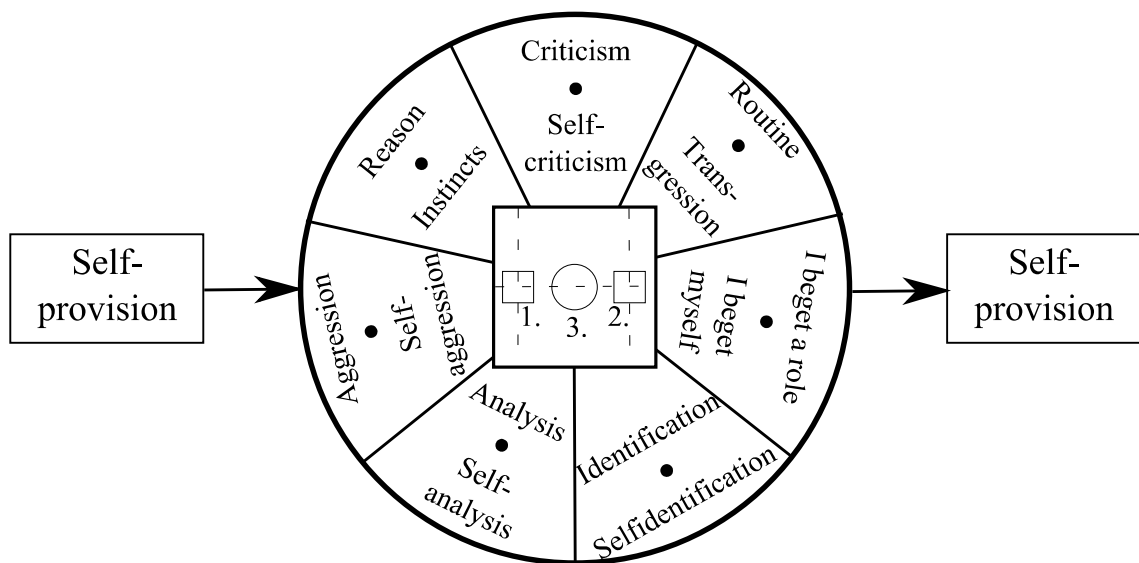 Self-
provision
Criticism
Self-
criticism
Routine
Trans-
gression
I beget a role
I beget
myself
Identification
Selfidentification
Analysis
Self-
analysis
Aggression
Self-
aggression
Reason
Instincts
1.
3.
2.
Self-
provision